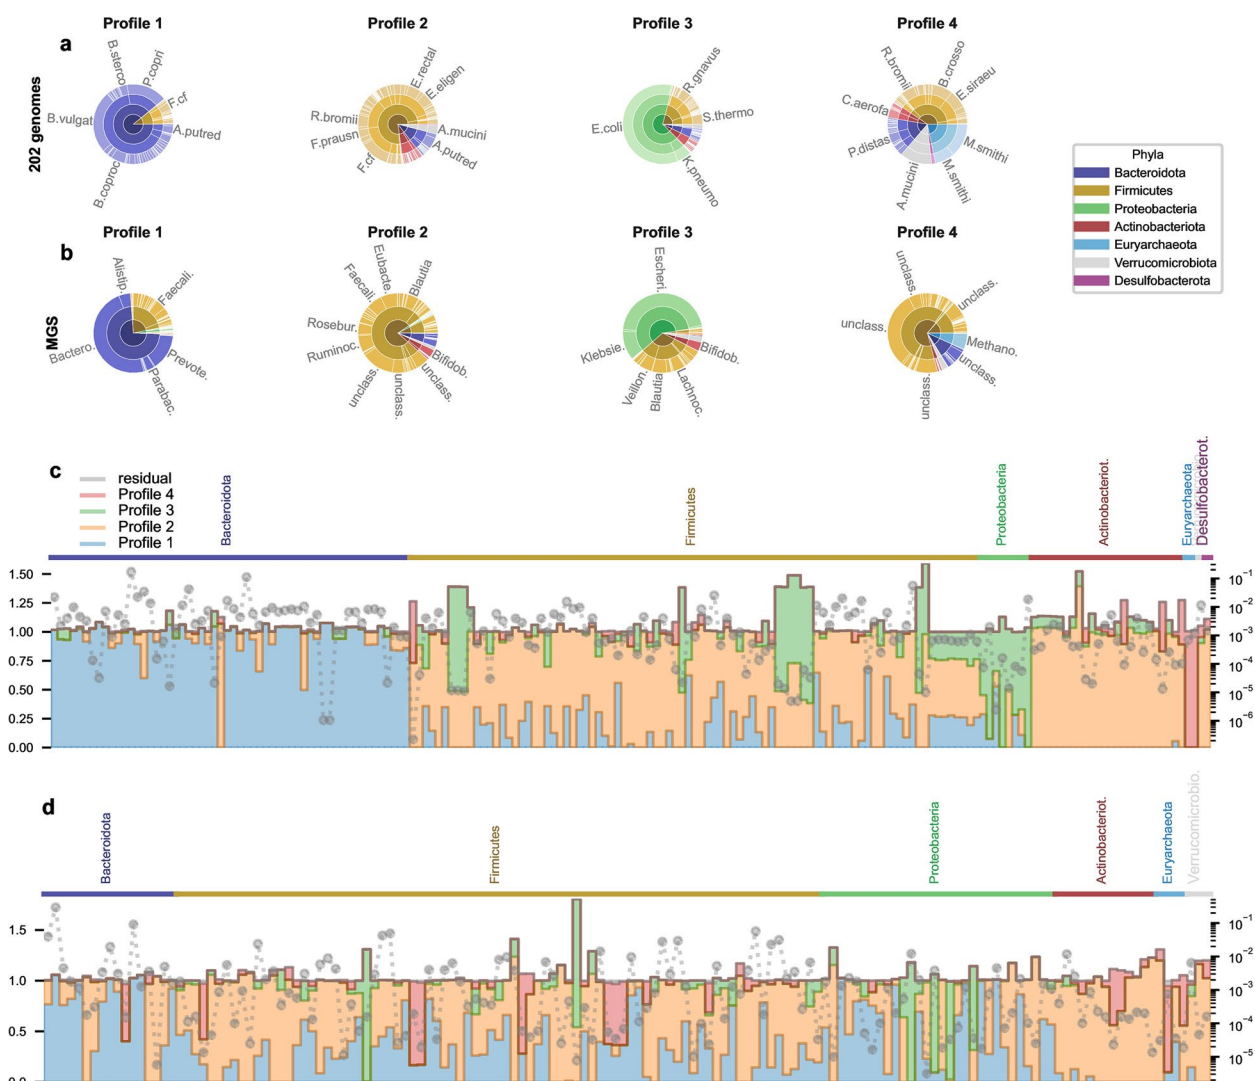 Profile 1
Profile 2
Profile 3
Profile 4
a
202 genomes
B.sterco
P.copri
F.cf
B.vulgat
A.putred
B.coproc
E.rectal
E.eligen
R.bromii
F.prausn
A.mucini
A.putred
F.cf
R.gnavus
E.coli
S.thermo
K.pneumo
R.bromii
B.crosso
E.siraeu
C.aerofa
P.distas
M.smithi
A.mucini
M.smithi
Phyla
Bacteroidota
Firmicutes
Proteobacteria
Actinobacteriota
Euryarchaeota
Verrucomicrobiota
Desulfobacterota
Profile 1
Profile 2
Profile 3
Profile 4
b
MGS
Alistip.
Faecali.
Bactero.
Prevote.
Parabac.
Faecali.
Eubacte.
Blautia
Rosebur.
Ruminoc.
Bifidob.
unclass.
unclass.
unclass.
Escheri.
Klebsie.
Bifidob.
Veillon.
Blautia
Lachnoc.
unclass.
unclass.
unclass.
Methano.
unclass.
unclass.
c
residual
Profile 4
Profile 3
Profile 2
Profile 1
Bacteroidota
Firmicutes
Proteobacteria
Actinobacteriot.
Euryarchaeota
Desulfobacterot.
1.50
1.25
1.00
0.75
0.50
0.25
0.00
10⁻¹
10⁻²
10⁻³
10⁻⁴
10⁻⁵
10⁻⁶
d
Bacteroidota
Firmicutes
Proteobacteria
Actinobacteriot.
Euryarchaeota
Verrucomicrobio.
1.5
1.0
0.5
10⁻¹
10⁻²
10⁻³
10⁻⁴
10⁻⁵